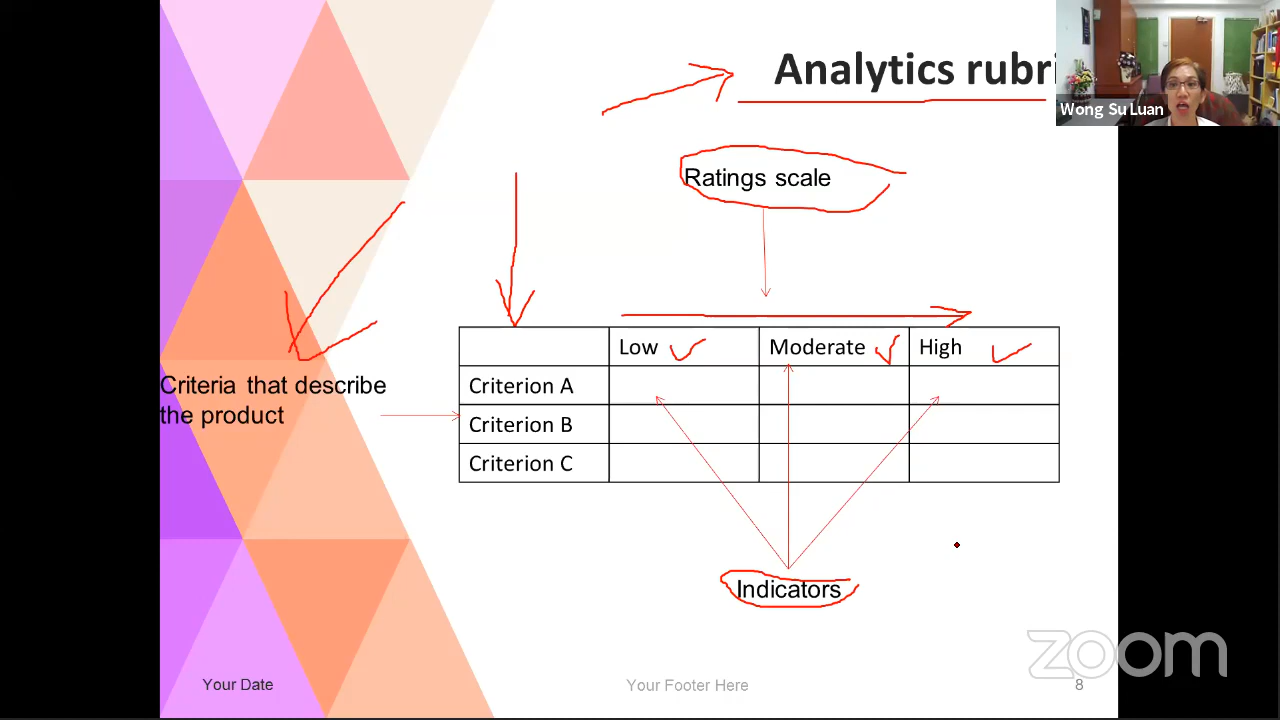 Analytics rubri
Wong Su Luan
Ratings scale
Low Moderate High
Criteria that describe
the product
Criterion A
Criterion B
Criterion C
Indicators
zoom
Your Date
Your Footer Here
8